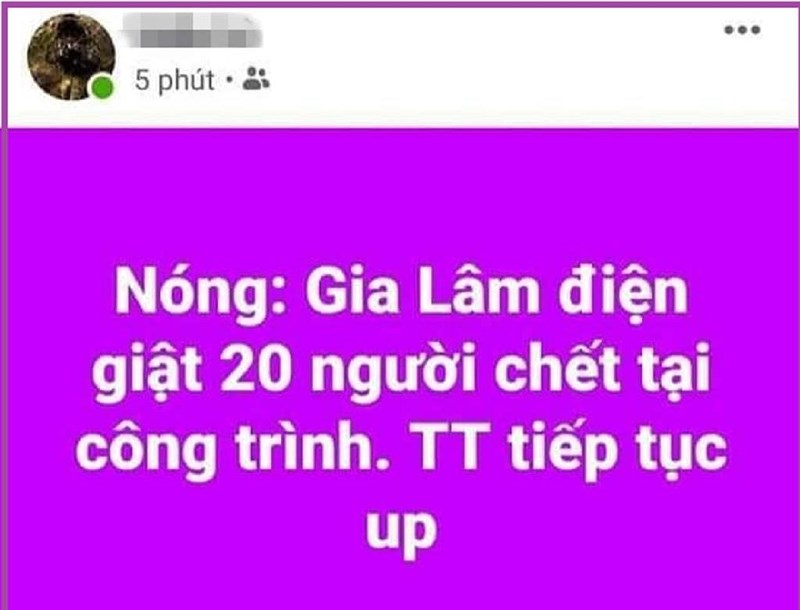 5 phút •
Nóng: Gia Lâm điện
giật 20 người chết tại
công trình. TT tiếp tục
up